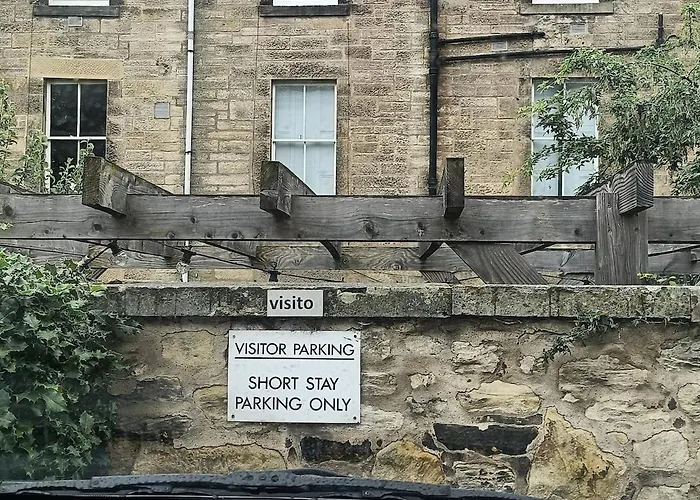 visito
VISITOR PARKING
SHORT STAY
PARKING ONLY